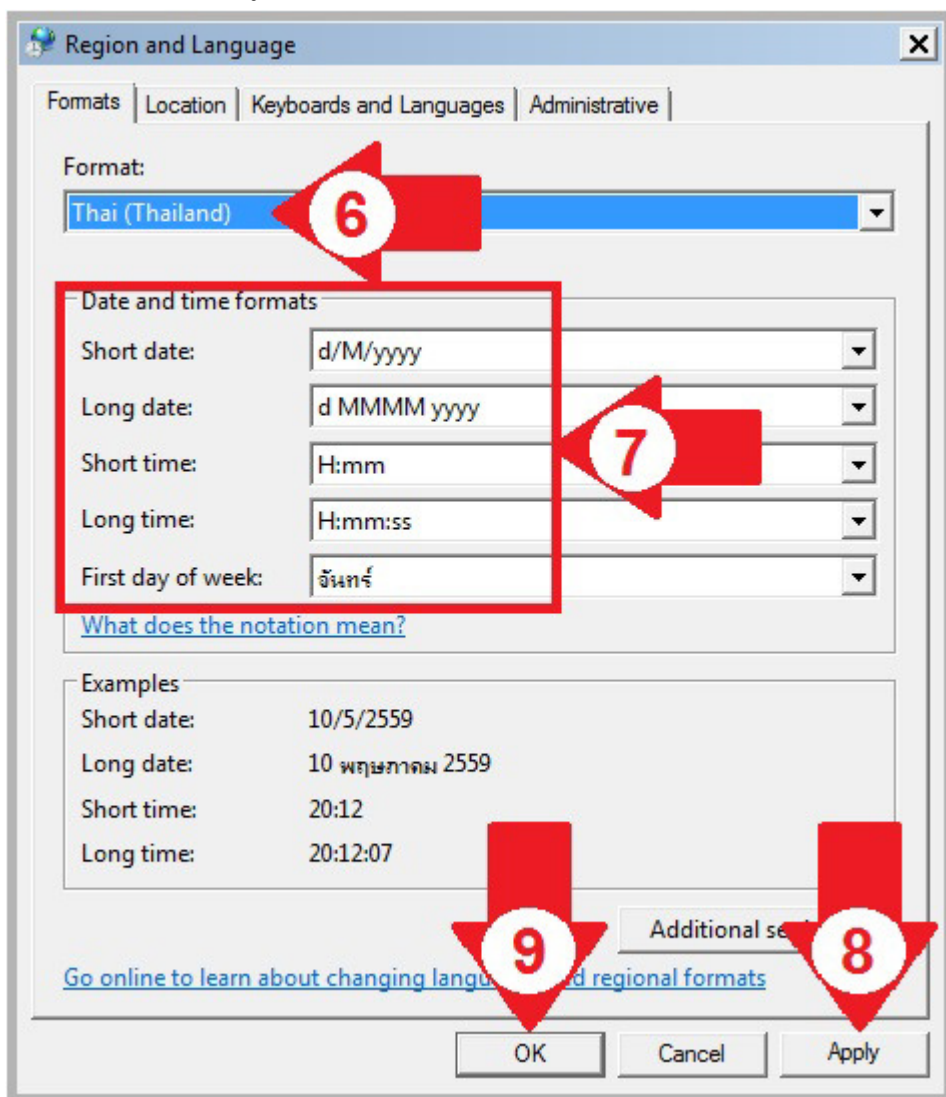 Region and Language
Formats Location Keyboards and Languages Administrative
Format:
Thai (Thailand)
6
Date and time formats
Short date: d/M/yyyy
Long date: d MMMM yyyy
7
Short time: H:mm
Long time: H:mm:ss
First day of week: จันทร์
What does the notation mean?
Examples
Short date: 10/5/2559
Long date: 10 พฤษภาคม 2559
Short time: 20:12
Long time: 20:12:07
Additional
9
8
Go online to learn about changing regional formats
OK Cancel Apply